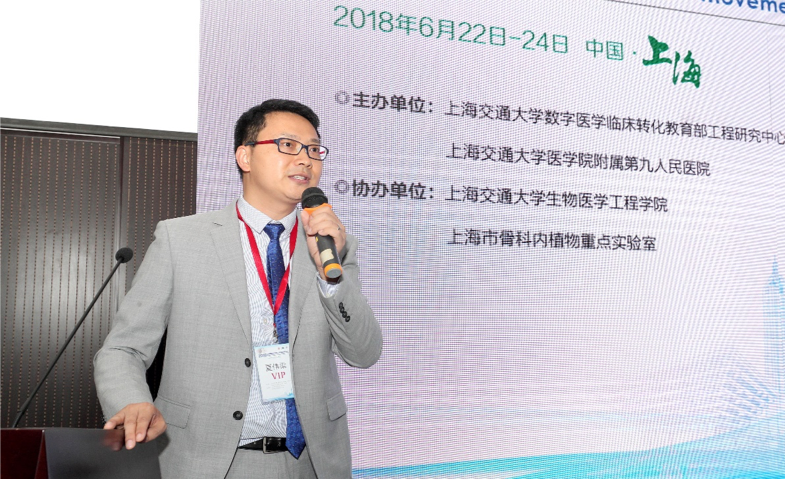 oveme
2018年6月22日-24日 中国·上海
◎主办单位：上海交通大学数字医学临床转化教育部工程研究中心
上海交通大学医学院附属第九人民医院
◎协办单位：上海交通大学生物医学工程学院
上海市骨科内植物重点实验室
VIP